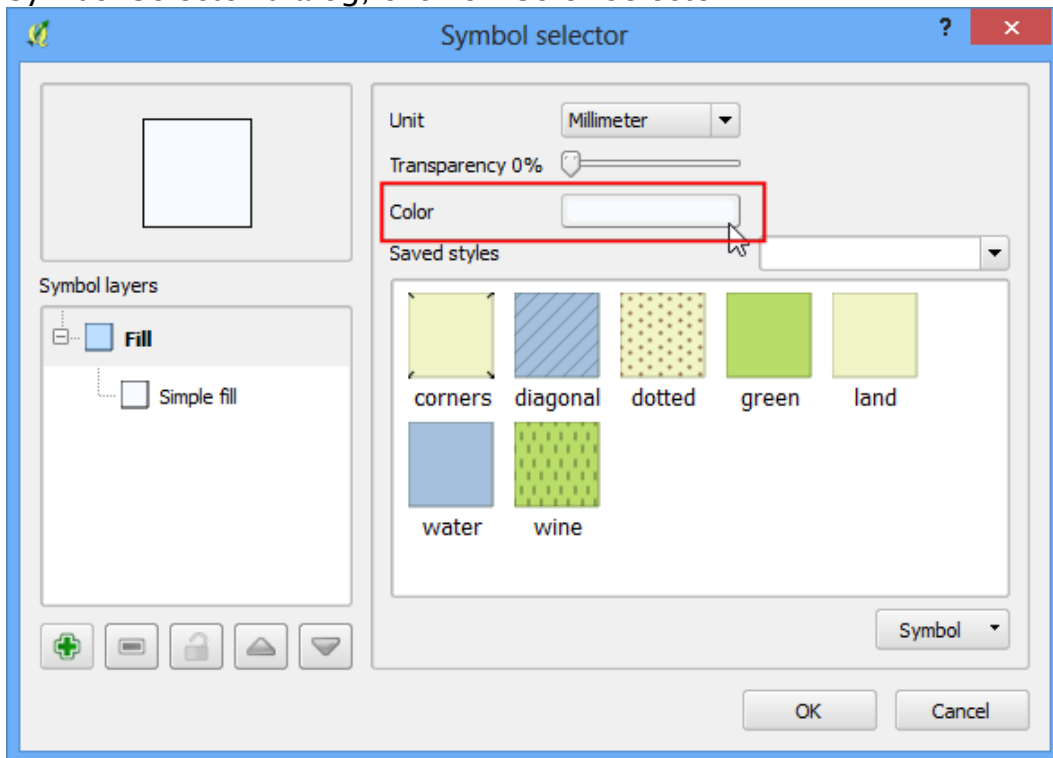 Symbol selector
?
Unit
Millimeter
Transparency 0%
Color
Saved styles
Symbol layers
Fill
Simple fill
corners diagonal dotted green land
water wine
Symbol
OK
Cancel